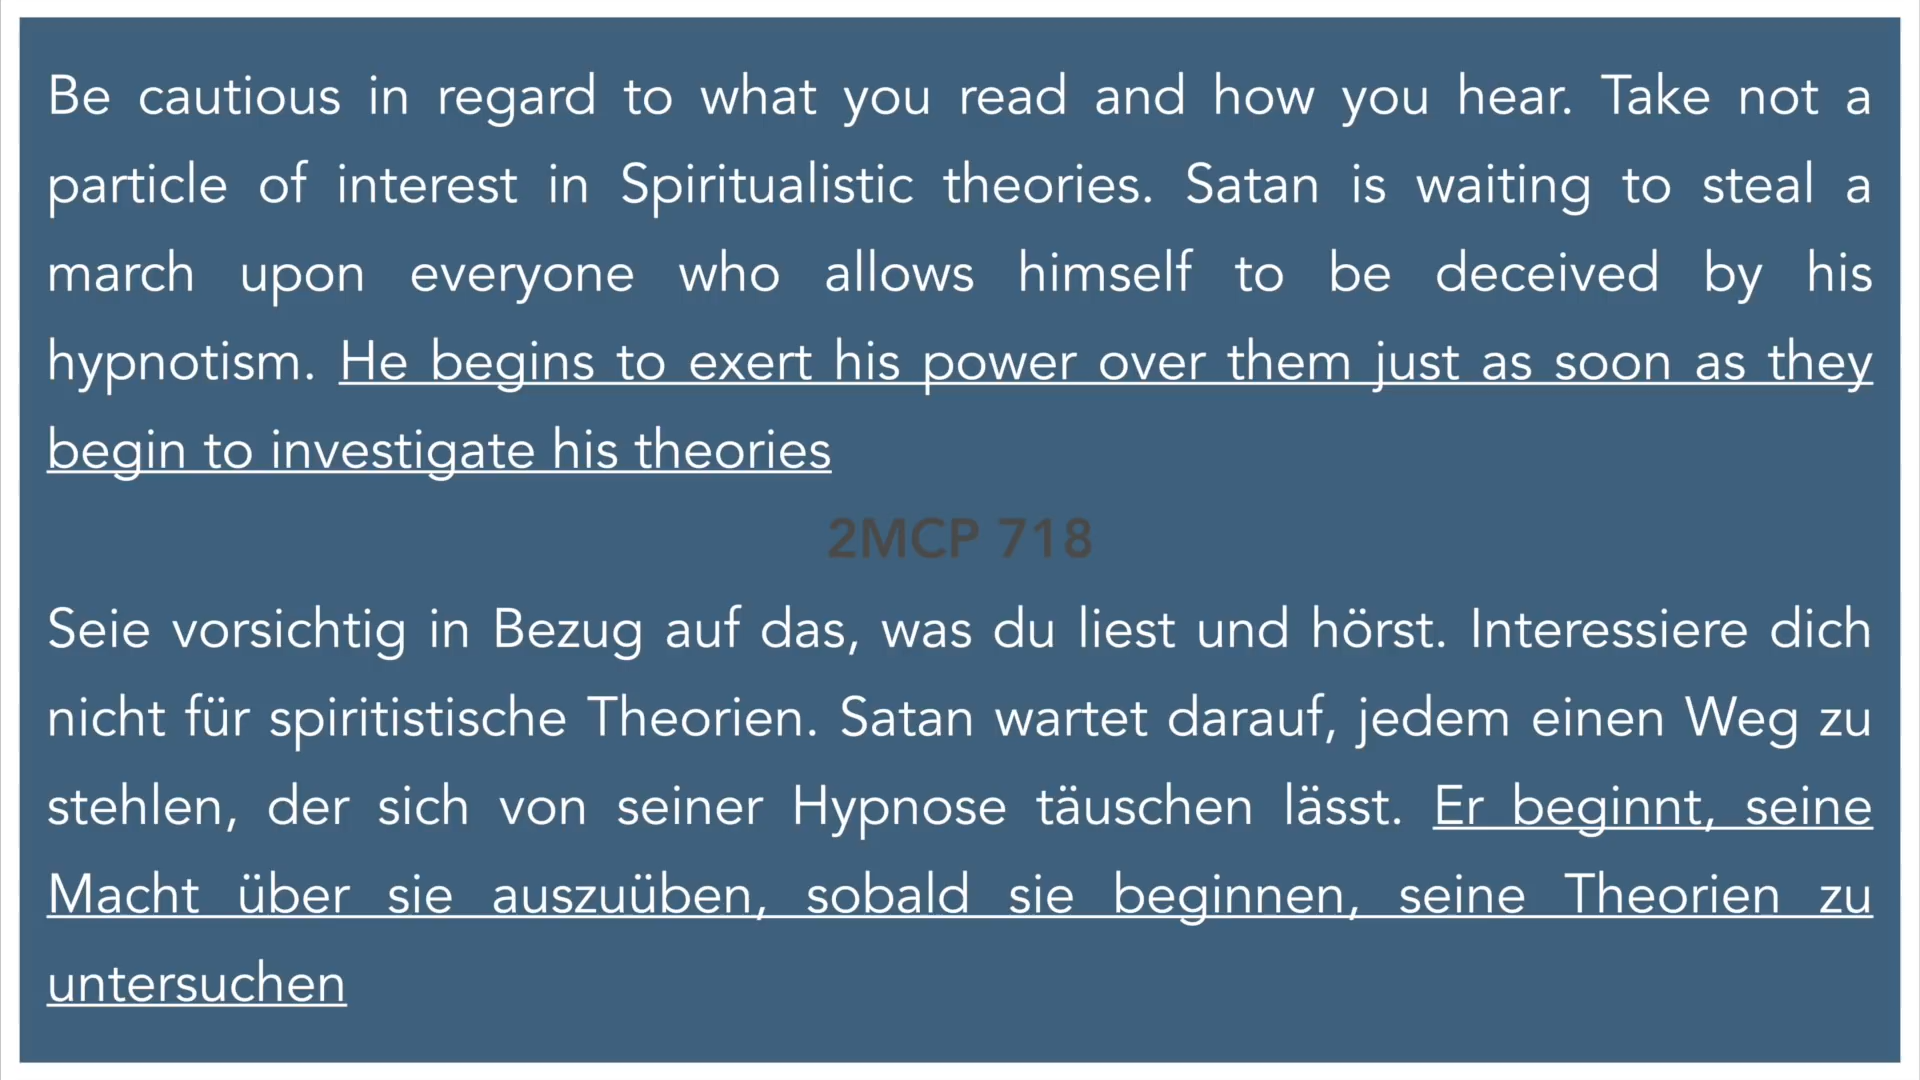 Be cautious in regard to what you read and how you hear. Take not a
particle of interest in Spiritualistic theories. Satan is waiting to steal a
march upon everyone who allows himself to be deceived by his
hypnotism. He begins to exert his power over them just as soon as they
begin to investigate his theories
2MCP 718
Seie vorsichtig in Bezug auf das, was du liest und hörst. Interessiere dich
nicht für spiritistische Theorien. Satan wartet darauf, jedem einen Weg zu
stehlen, der sich von seiner Hypnose täuschen lässt. Er beginnt, seine
Macht über sie auszuüben, sobald sie beginnen, seine Theorien zu
untersuchen